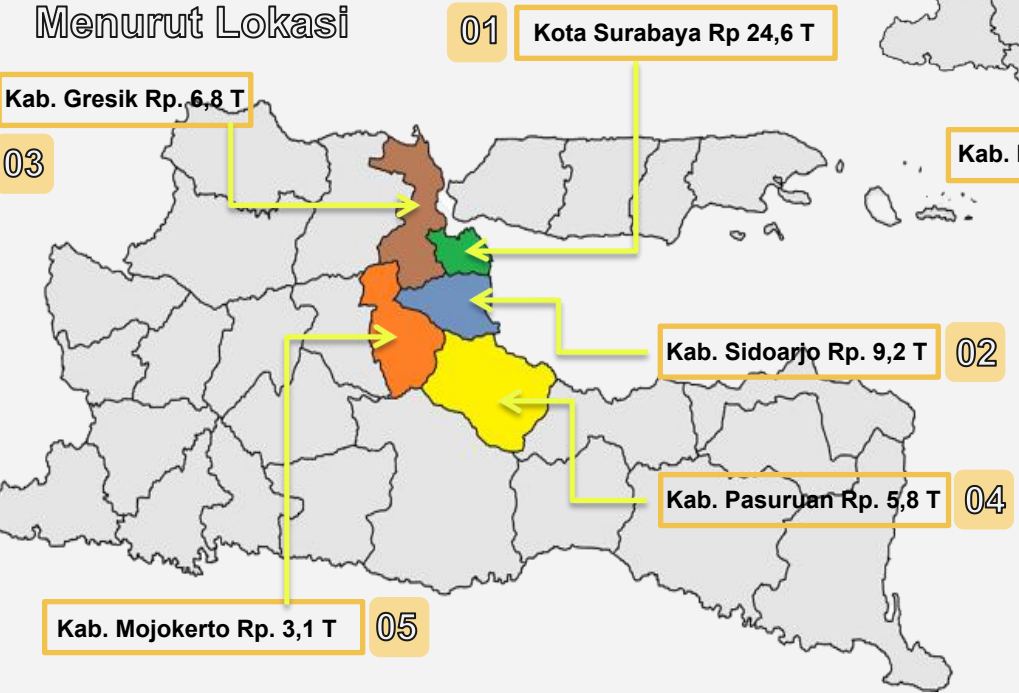 Menurut Lokasi
01
Kota Surabaya Rp 24,6 T
Kab. Gresik Rp. 6,8 T
03
Kab.
Kab. Sidoarjo Rp. 9,2 T
02
Kab. Pasuruan Rp. 5,8 T
04
Kab. Mojokerto Rp. 3,1 T
05